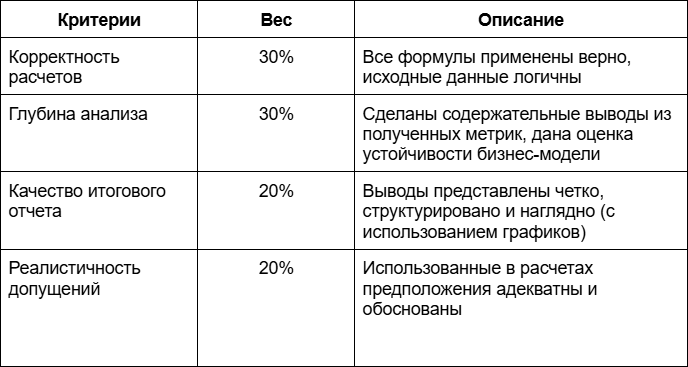 Критерии Вес Описание
Корректность расчетов 30% Все формулы применены верно, исходные данные логичны
Глубина анализа 30% Сделаны содержательные выводы из полученных метрик, дана оценка устойчивости бизнес-модели
Качество итогового отчета 20% Выводы представлены четко, структурировано и наглядно (с использованием графиков)
Реалистичность допущений 20% Использованные в расчетах предположения адекватны и обоснованы